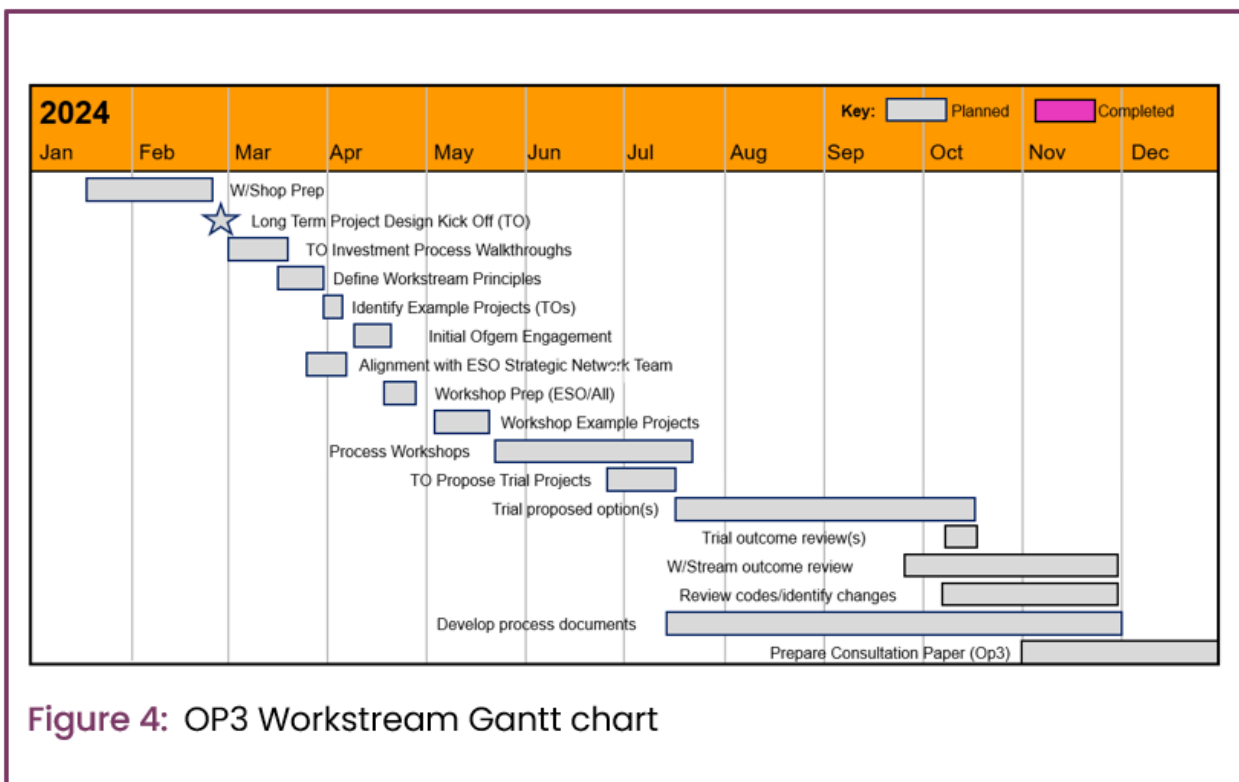 2024
Key: Planned Completed
Jan Feb Mar Apr May Jun Jul Aug Sep Oct Nov Dec
W/Shop Prep
Long Term Project Design Kick Off (TO)
TO Investment Process Walkthroughs
Define Workstream Principles
Identify Example Projects (TOs)
Initial Ofgem Engagement
Alignment with ESO Strategic Network Team
Workshop Prep (ESO/All)
Workshop Example Projects
Process Workshops
TO Propose Trial Projects
Trial proposed option(s)
Trial outcome review(s)
W/Stream outcome review
Review codes/identify changes
Develop process documents
Prepare Consultation Paper (Op3)
Figure 4: OP3 Workstream Gantt chart